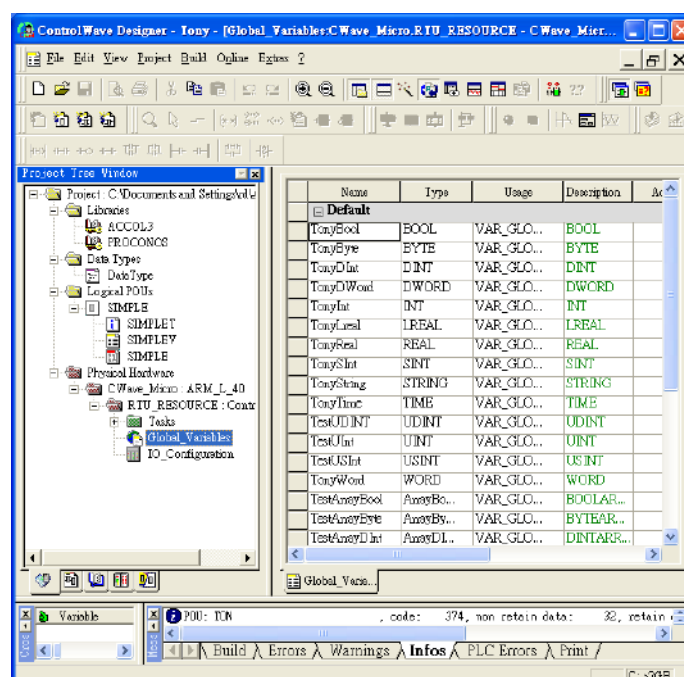 ControlWave Designer - Tony - [Global_Variables:CWave_Micro.RTU_RESOURCE - CWave_Micr...
File Edit View Project Build Online Extras ?
Project Tree Window
Project : C:\Documents and Settings\vd\e
Libraries
ACCOL3
PROCONOS
Data Types
DataType
Logical POUs
SIMPLE
SIMPLET
SIMPLEV
SIMPLE
Physical Hardware
CWave_Micro : ARM_L_40
RTU_RESOURCE : Contr
Tasks
Global_Variables
IO_Configuration
Name Type Usage Description Ad
Default
TonyBool BOOL VAR_GLO... BOOL
TonyByte BYTE VAR_GLO... BYTE
TonyDInt DINT VAR_GLO... DINT
TonyDWord DWORD VAR_GLO... DWORD
TonyInt INT VAR_GLO... INT
TonyLreal LREAL VAR_GLO... LREAL
TonyReal REAL VAR_GLO... REAL
TonySInt SINT VAR_GLO... SINT
TonyString STRING VAR_GLO... STRING
TonyTime TIME VAR_GLO... TIME
TestUDINT UDINT VAR_GLO... UDINT
TestUInt UINT VAR_GLO... UINT
TestUSInt USINT VAR_GLO... USINT
TonyWord WORD VAR_GLO... WORD
TestArrayBool ArrayBo... VAR_GLO... BOOLAR...
TestArrayByte ArrayBy... VAR_GLO... BYTEAR...
TestArrayDInt ArrayDI... VAR_GLO... DINTARR...
Global_Varia...
Variable
POU: TON , code: 374, non retain data: 32, retain
Build Errors Warnings Infos PLC Errors Print
C: >2GB